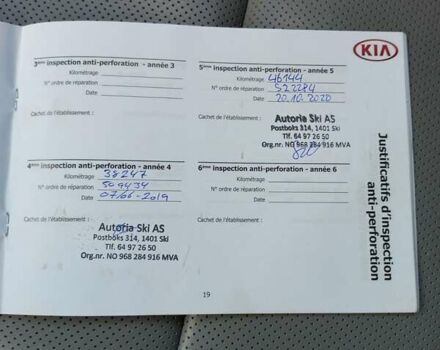 3ème inspection anti-perforation - année 3
Kilométrage
N° ordre de réparation
Date
Cachet de l'établissement :
4ème inspection anti-perforation - année 4
Kilométrage 38247
N° ordre de réparation 509434
Date 07/06-2019
Cachet de l'établissement :
Autoria Ski AS
Postboks 314, 1401 Ski
Tlf. 64 97 26 50
Org.nr. NO 968 284 916 MVA
5ème inspection anti-perforation - année 5
Kilométrage 46144
N° ordre de réparation 522284
Date 20.10.2020
Cachet de l'établissement :
Autoria Ski AS
Postboks 314, 1401 Ski
Tlf. 64 97 26 50
Org.nr. NO 968 284 916 MVA
6ème inspection anti-perforation - année 6
Kilométrage
N° ordre de réparation
Date
Cachet de l'établissement :
KIA
Justificatifs d'inspection
anti-perforation
19